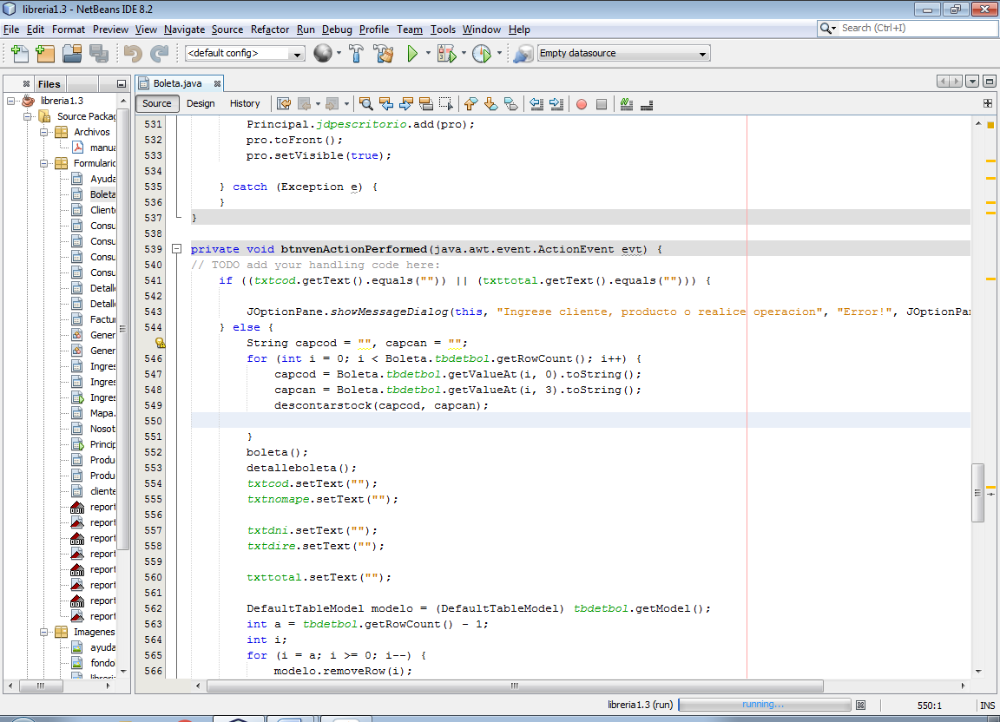 libreria1.3 - NetBeans IDE 8.2
File Edit Format Preview View Navigate Source Refactor Run Debug Profile Team Tools Window Help
Search (Ctrl+I)
<default config>
Empty datasource
Files
Boleta.java
Source Design History
libreria1.3
Source Packag
Archivos
manua
Formulario
Ayuda
Boleta
Cliente
Consu
Consu
Consu
Consu
Detall
Detall
Factur
Gener
Gener
Ingres
Ingres
Ingres
Mapa.
Nosot
Princip
Produ
Produ
cliente
report
report
report
report
report
report
report
report
Imagenes
ayuda
fondo
libreri
531 Principal.jdpescritorio.add(pro);
532 pro.toFront();
533 pro.setVisible(true);
534
535 } catch (Exception e) {
536 }
537 }
538
539 private void btnvenActionPerformed(java.awt.event.ActionEvent evt) {
540 // TODO add your handling code here:
541 if ((txtcod.getText().equals("")) || (txttotal.getText().equals(""))) {
542
543 JOptionPane.showMessageDialog(this, "Ingrese cliente, producto o realice operacion", "Error!", JOptionPan
544 } else {
String capcod = "", capcan = "";
546 for (int i = 0; i < Boleta.tbdetbol.getRowCount(); i++) {
547 capcod = Boleta.tbdetbol.getValueAt(i, 0).toString();
548 capcan = Boleta.tbdetbol.getValueAt(i, 3).toString();
549 descontarstock(capcod, capcan);
550
551 }
552 boleta();
553 detalleboleta();
554 txtcod.setText("");
555 txtnomape.setText("");
556
557 txtdni.setText("");
558 txtdire.setText("");
559
560 txttotal.setText("");
561
562 DefaultTableModel modelo = (DefaultTableModel) tbdetbol.getModel();
563 int a = tbdetbol.getRowCount() - 1;
564 int i;
565 for (i = a; i >= 0; i--) {
566 modelo.removeRow(i);
libreria1.3 (run) running... 550:1 INS